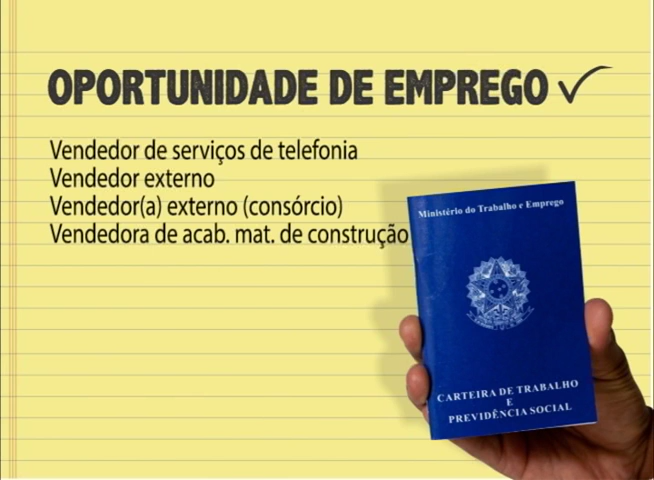 OPORTUNIDADE DE EMPREGO
Vendedor de serviços de telefonia
Vendedor externo
Vendedor(a) externo (consórcio)
Vendedora de acab. mat. de construção
Ministério do Trabalho e Emprego
CARTEIRA DE TRABALHO
E
PREVIDÊNCIA SOCIAL